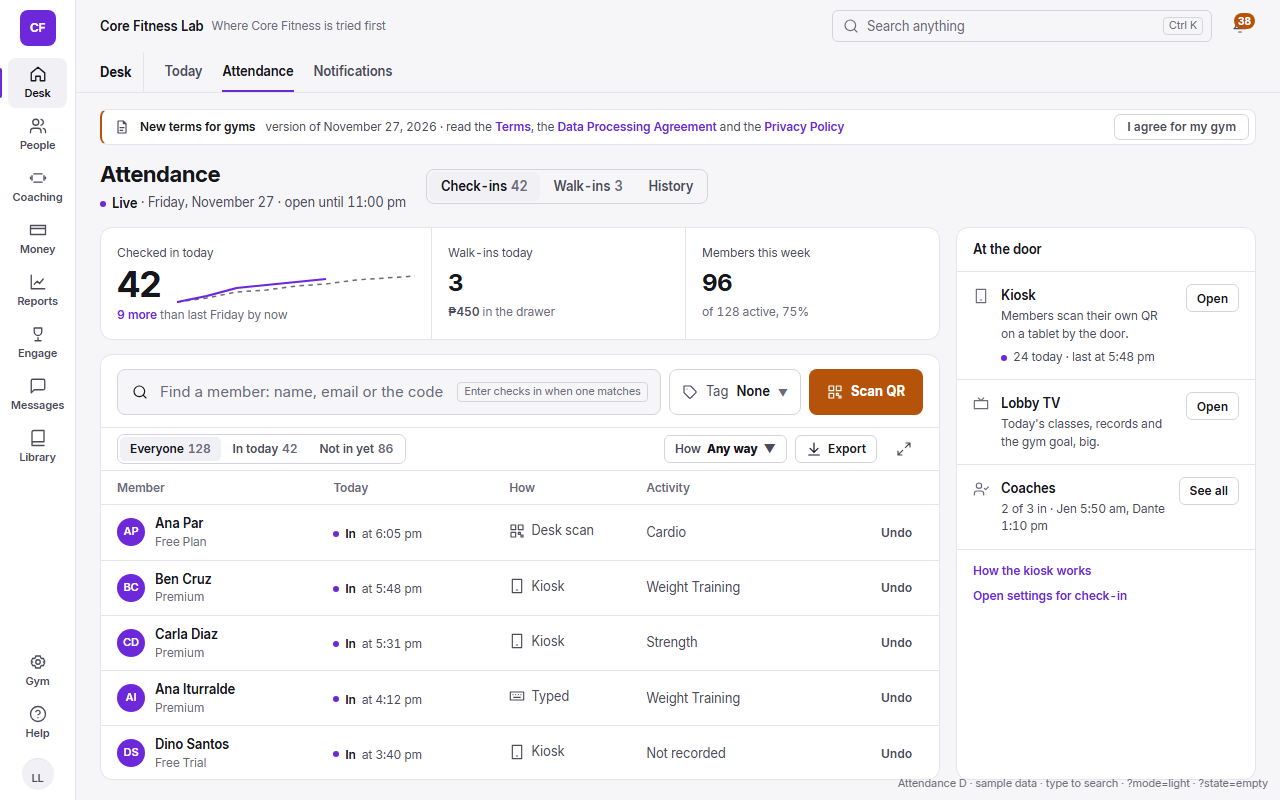 CF
Core Fitness Lab Where Core Fitness is tried first
Search anything Ctrl K
38
Desk
People
Coaching
Money
Reports
Engage
Messages
Library
Gym
Help
LL
Desk Today Attendance Notifications
New terms for gyms version of November 27, 2026 · read the Terms, the Data Processing Agreement and the Privacy Policy
I agree for my gym
Attendance
Live · Friday, November 27 · open until 11:00 pm
Check-ins 42 Walk-ins 3 History
Checked in today
42
9 more than last Friday by now
Walk-ins today
3
₱450 in the drawer
Members this week
96
of 128 active, 75%
Find a member: name, email or the code Enter checks in when one matches
Tag None
Scan QR
Everyone 128 In today 42 Not in yet 86
How Any way
Export
Member Today How Activity
AP Ana Par
Free Plan
In at 6:05 pm
Desk scan
Cardio
Undo
BC Ben Cruz
Premium
In at 5:48 pm
Kiosk
Weight Training
Undo
CD Carla Diaz
Premium
In at 5:31 pm
Kiosk
Strength
Undo
AI Ana Iturralde
Premium
In at 4:12 pm
Typed
Weight Training
Undo
DS Dino Santos
Free Trial
In at 3:40 pm
Kiosk
Not recorded
Undo
At the door
Kiosk
Members scan their own QR
on a tablet by the door.
24 today · last at 5:48 pm
Open
Lobby TV
Today's classes, records and
the gym goal, big.
Open
Coaches
2 of 3 in · Jen 5:50 am, Dante
1:10 pm
See all
How the kiosk works
Open settings for check-in
Attendance D · sample data · type to search · ?mode=light · ?state=empty